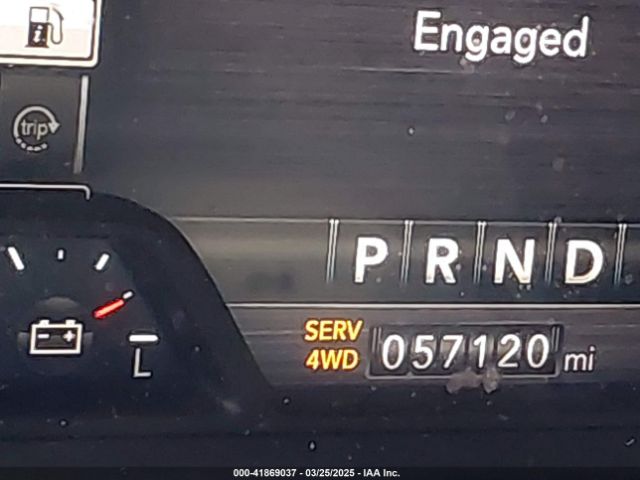 Engaged
trip
P R N D
SERV
4WD
057120 mi
L
000-41869037 - 03/25/2025 - IAA Inc.